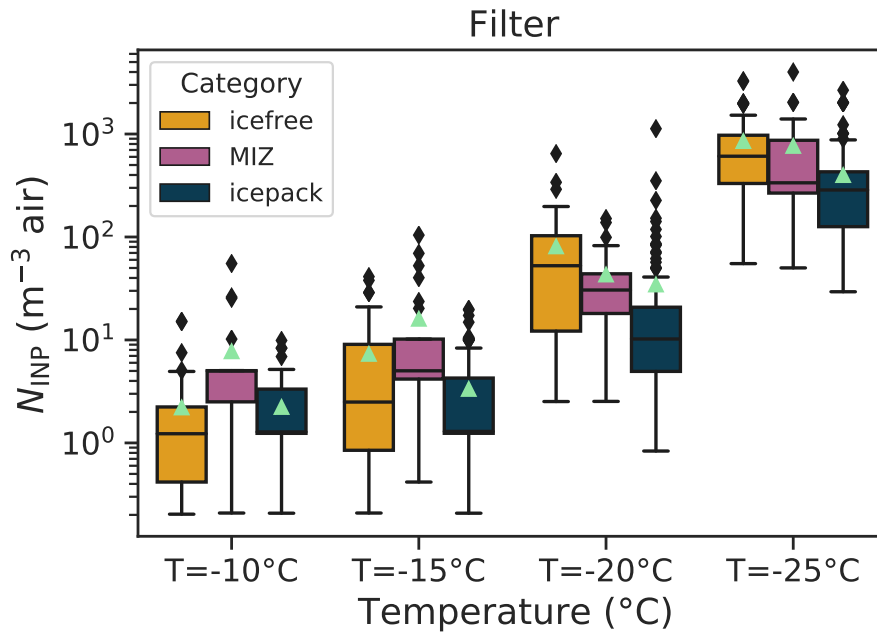 Filter
Category
icefree
MIZ
icepack
N_INP (m⁻³ air)
10³
10²
10¹
10⁰
T=-10°C T=-15°C T=-20°C T=-25°C
Temperature (°C)